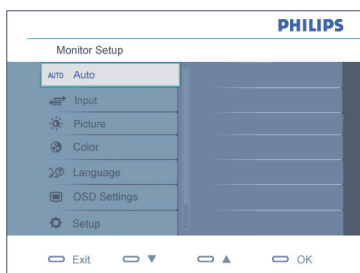 PHILIPS
Monitor Setup
AUTO Auto
Input
Picture
Color
Language
OSD Settings
Setup
Exit ▼ ▲ OK